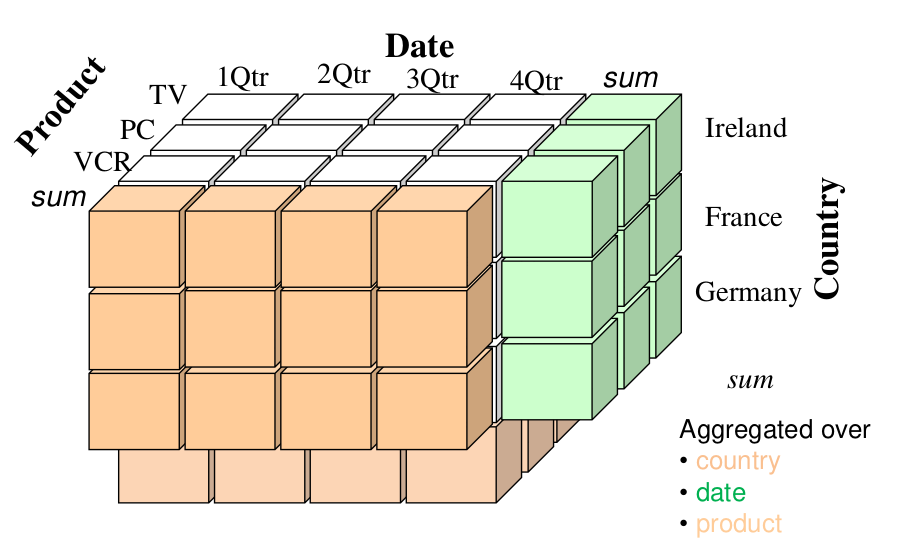 Date
Product
1Qtr 2Qtr 3Qtr 4Qtr sum
TV
PC
VCR
sum
Ireland
France
Germany
Country
sum
Aggregated over
• country
• date
• product